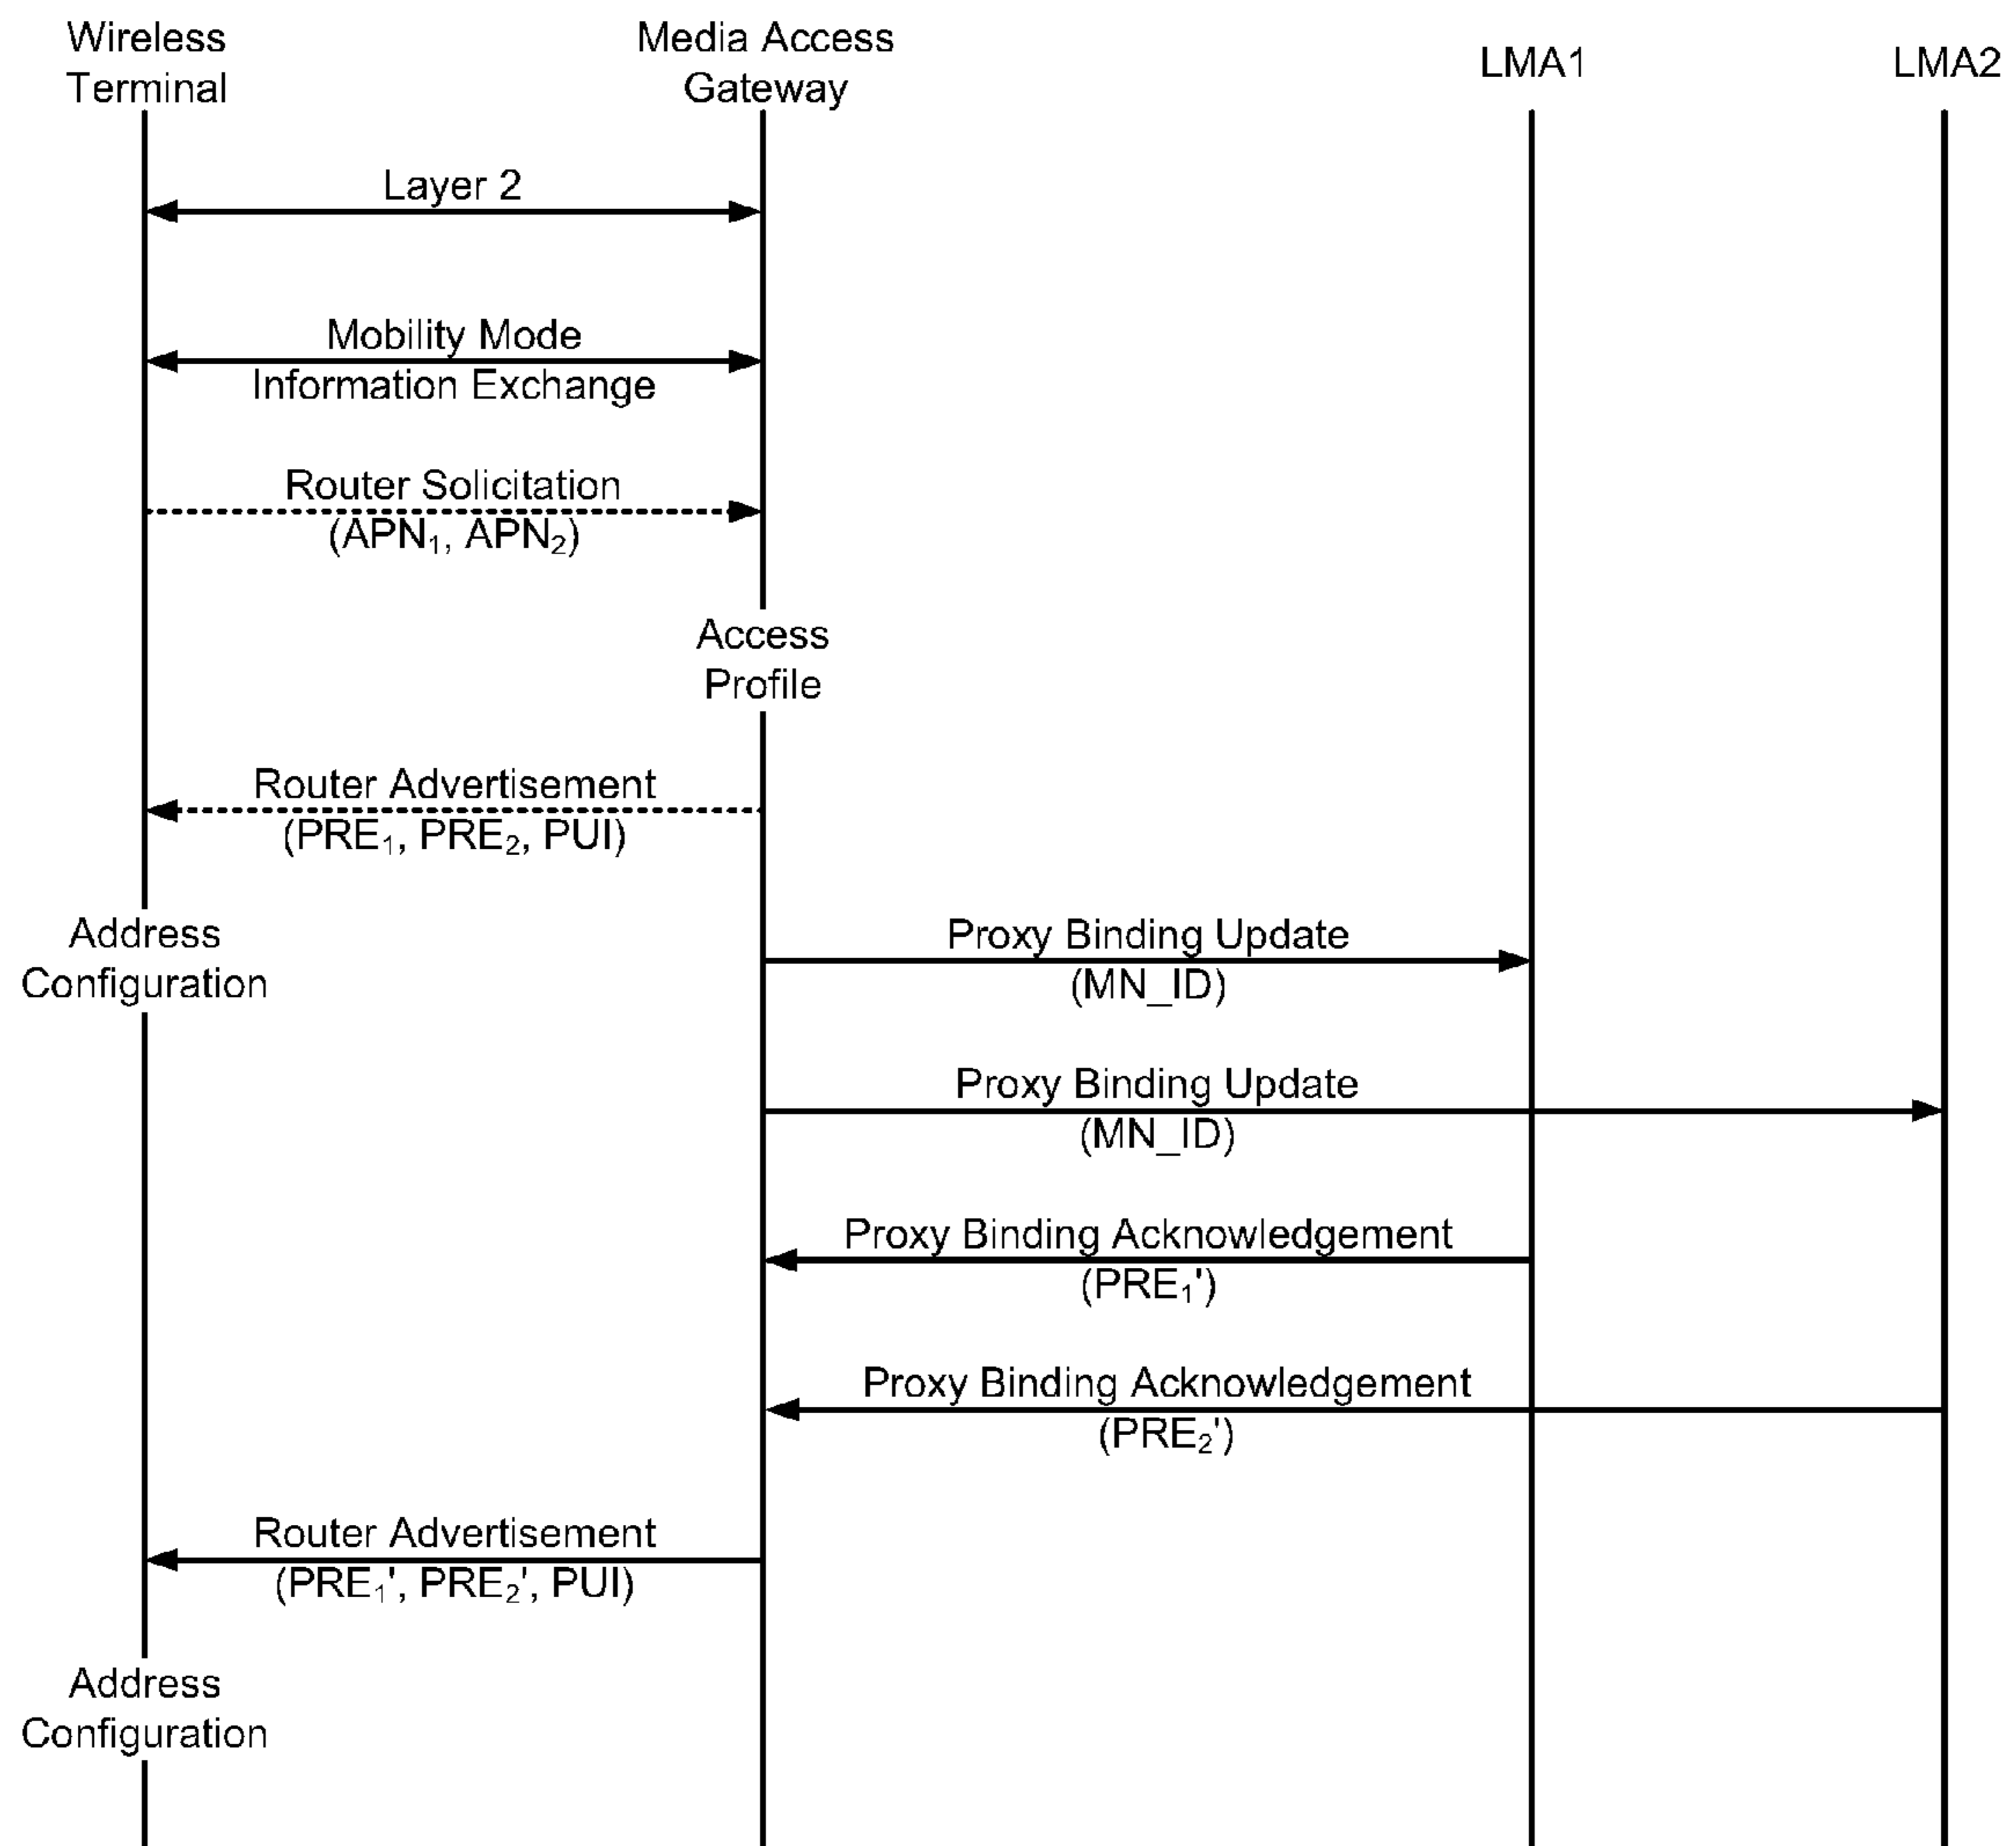 Wireless
Terminal
Media Access
Gateway
LMA1
LMA2
Layer 2
Mobility Mode
Information Exchange
Router Solicitation
(APN₁, APN₂)
Access
Profile
Router Advertisement
(PRE₁, PRE₂, PUI)
Address
Configuration
Proxy Binding Update
(MN_ID)
Proxy Binding Update
(MN_ID)
Proxy Binding Acknowledgement
(PRE₁')
Proxy Binding Acknowledgement
(PRE₂')
Router Advertisement
(PRE₁', PRE₂', PUI)
Address
Configuration